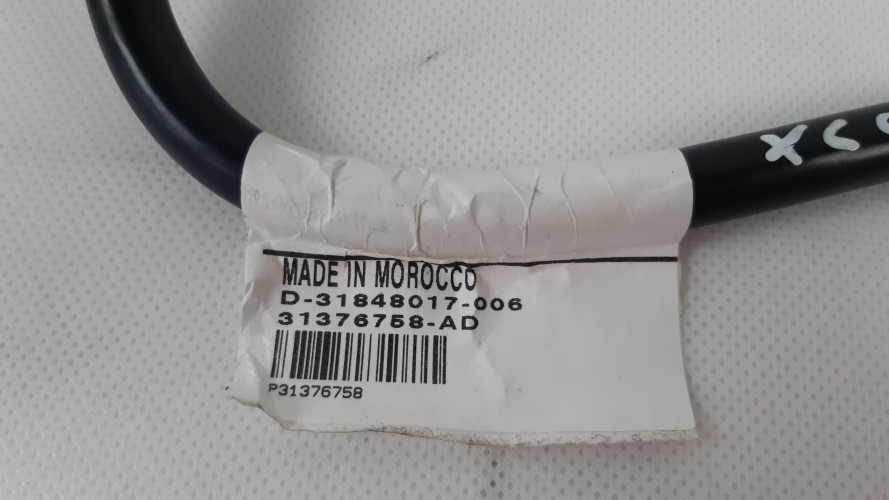 MADE IN MOROCCO
D-31848017-006
31376758-AD
P31376758